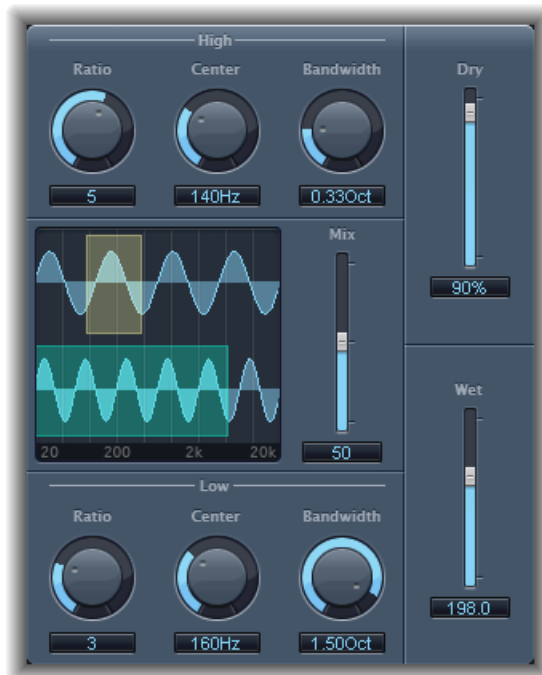 High
Ratio Center Bandwidth
5 140Hz 0.33Oct
Dry
90%
Mix
50
20 200 2k 20k
Wet
198.0
Low
Ratio Center Bandwidth
3 160Hz 1.50Oct